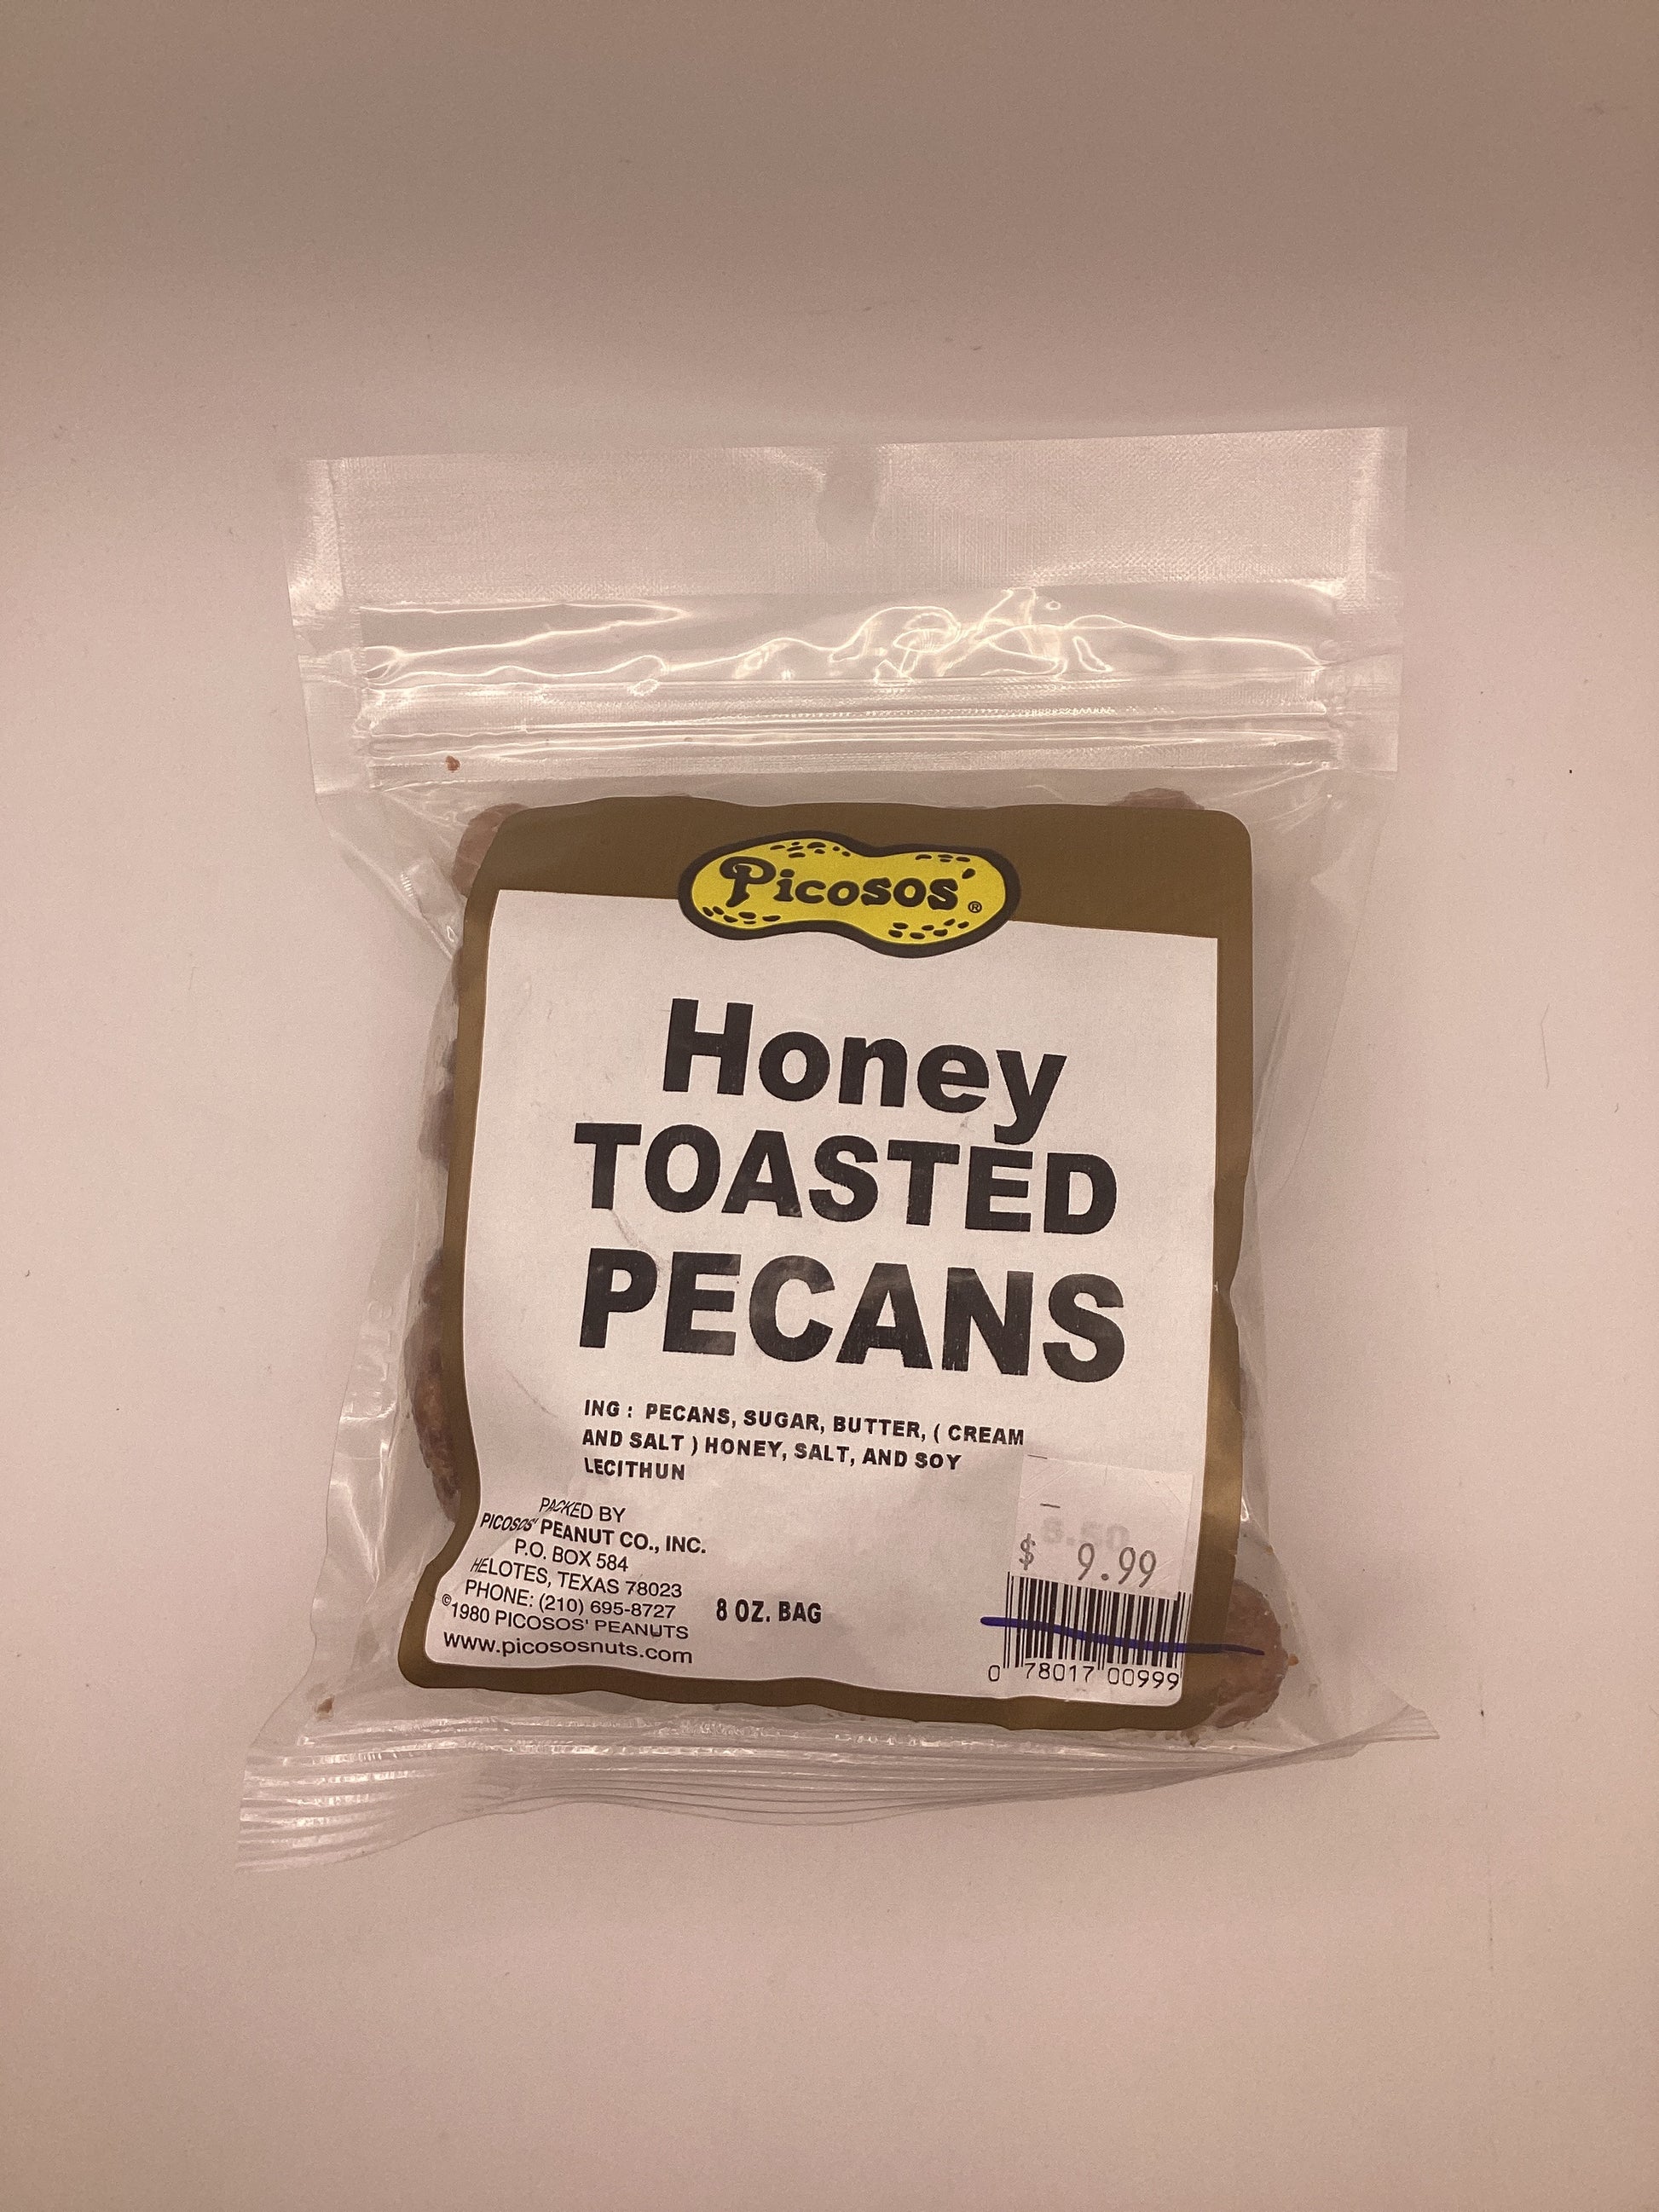 Picosos'®
Honey
TOASTED
PECANS
ING : PECANS, SUGAR, BUTTER, ( CREAM
AND SALT ) HONEY, SALT, AND SOY
LECITHUN
PACKED BY
PICOSOS' PEANUT CO., INC.
P.O. BOX 584
HELOTES, TEXAS 78023
PHONE: (210) 695-8727
©1980 PICOSOS' PEANUTS
www.picososnuts.com
8 OZ. BAG
$ 9.99
0 78017 00999